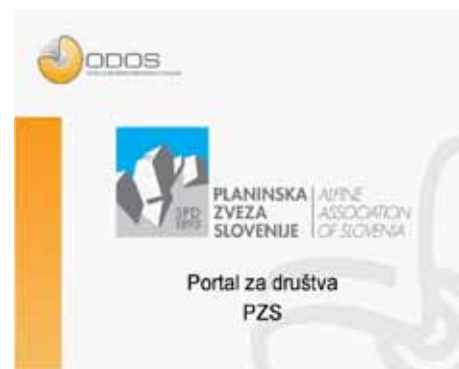 ODOS
SPD
1893
PLANINSKA
ZVEZA
SLOVENIJE
ALPINE
ASSOCIATION
OF SLOVENIA
Portal za društva
PZS